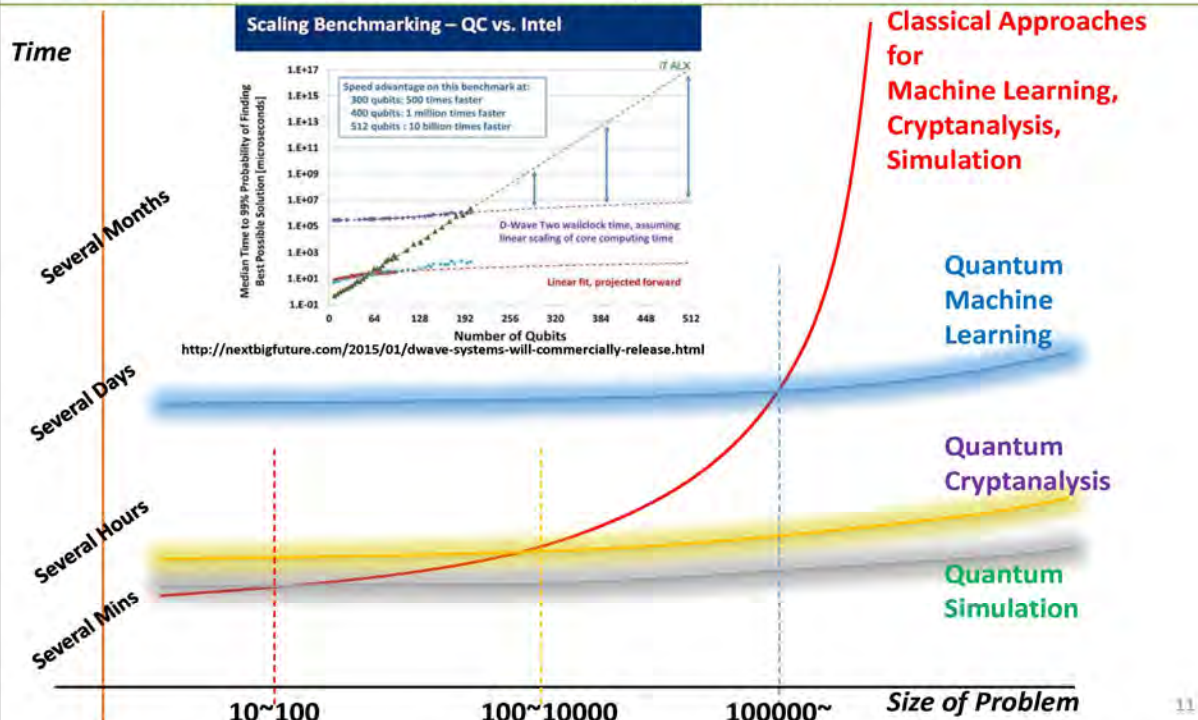 Time
Scaling Benchmarking – QC vs. Intel
Median Time to 99% Probability of Finding
Best Possible Solution [microseconds]
1.E+17
1.E+15
1.E+13
1.E+11
1.E+09
1.E+07
1.E+05
1.E+03
1.E+01
1.E-01
Speed advantage on this benchmark at:
300 qubits: 500 times faster
400 qubits: 1 million times faster
512 qubits : 10 billion times faster
D-Wave Two wallclock time, assuming
linear scaling of core computing time
Linear fit, projected forward
0 64 128 192 256 320 384 448 512
Number of Qubits
http://nextbigfuture.com/2015/01/dwave-systems-will-commercially-release.html
Classical Approaches
for
Machine Learning,
Cryptanalysis,
Simulation
Several Months
Several Days
Several Hours
Several Mins
Quantum
Machine
Learning
Quantum
Cryptanalysis
Quantum
Simulation
10~100 100~10000 100000~ Size of Problem
11